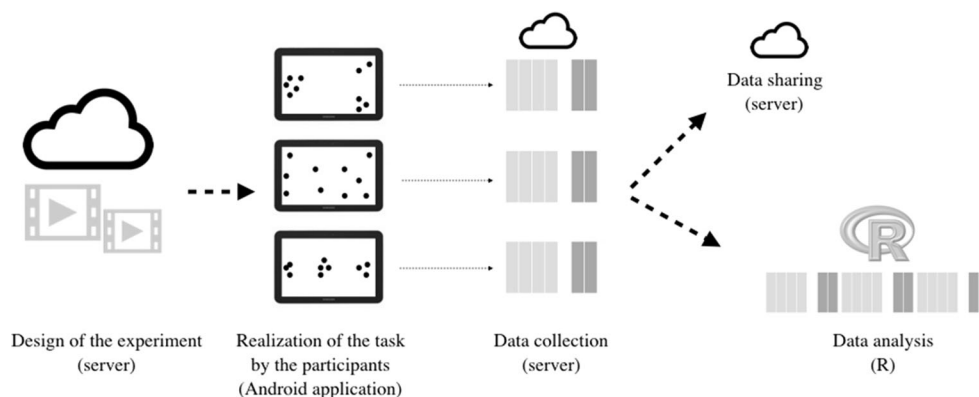 Data sharing
(server)
R
Design of the experiment
(server)
Realization of the task
by the participants
(Android application)
Data collection
(server)
Data analysis
(R)